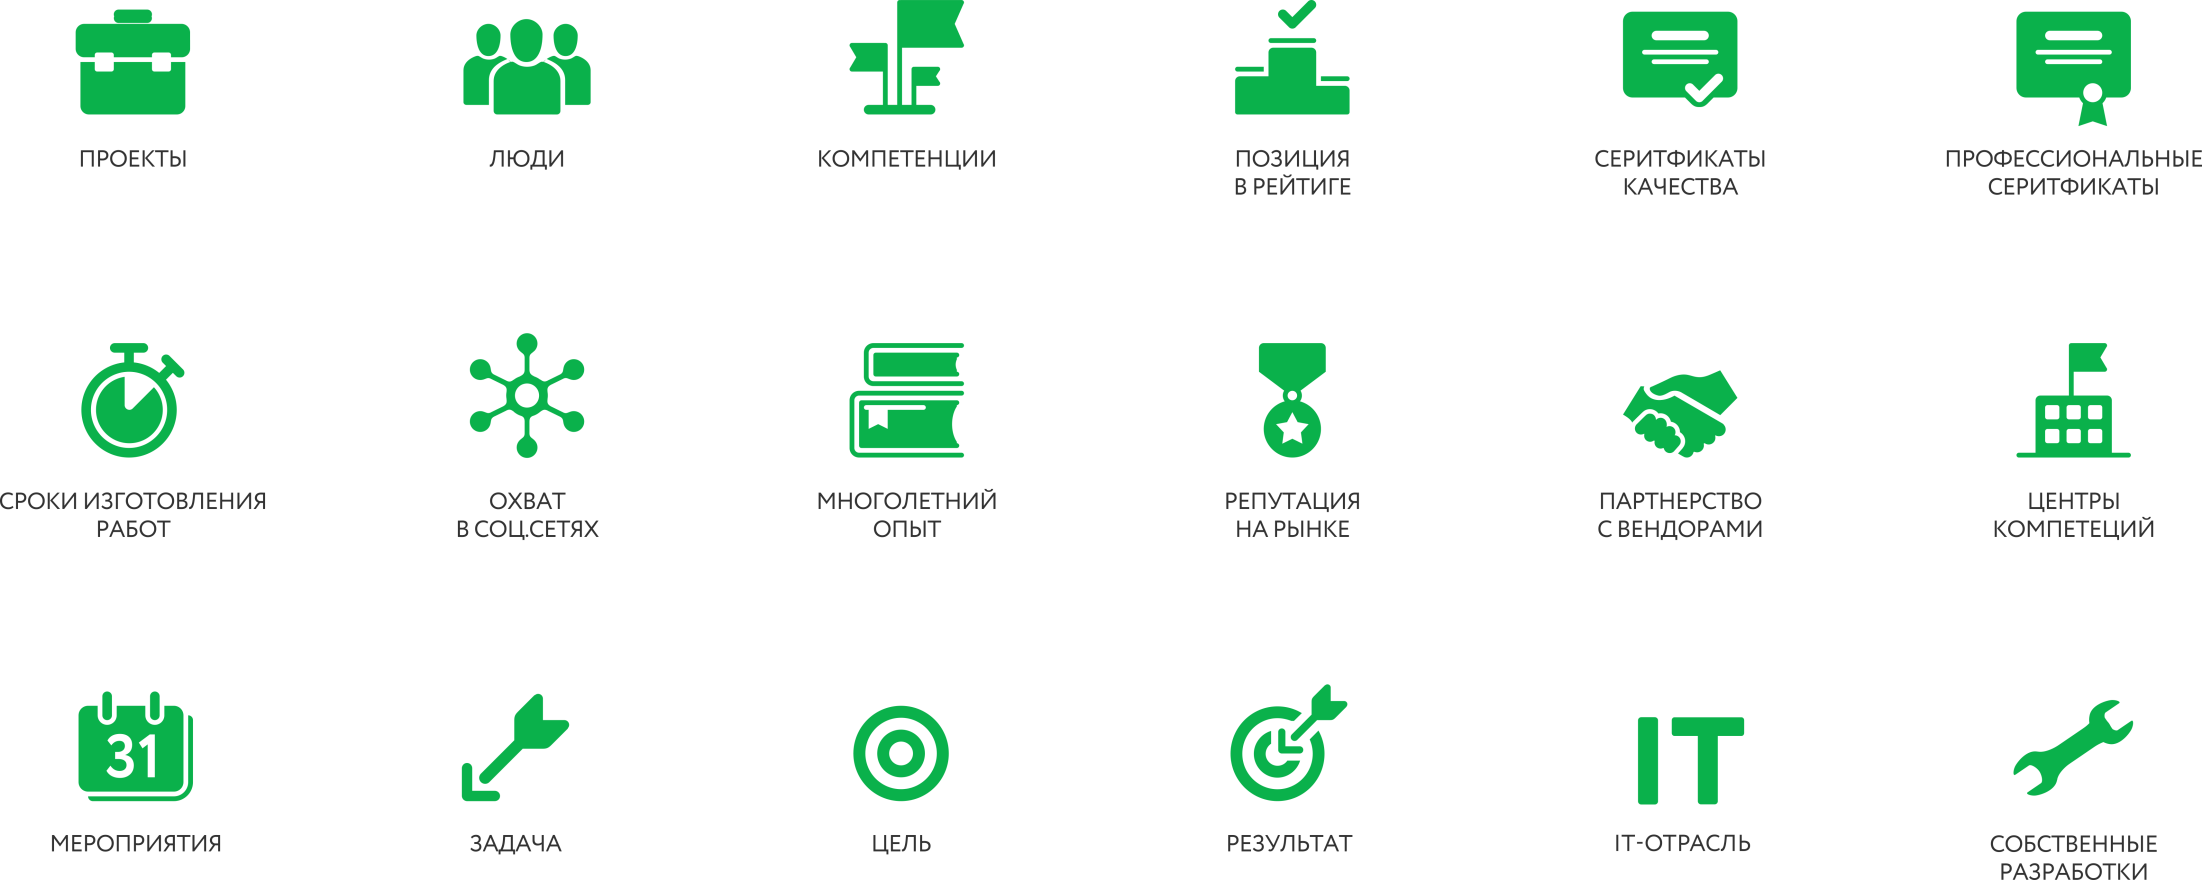 ПРОЕКТЫ
ЛЮДИ
КОМПЕТЕНЦИИ
ПОЗИЦИЯ
В РЕЙТИГЕ
СЕРИТФИКАТЫ
КАЧЕСТВА
ПРОФЕССИОНАЛЬНЫЕ
СЕРИТФИКАТЫ
СРОКИ ИЗГОТОВЛЕНИЯ
РАБОТ
ОХВАТ
В СОЦ.СЕТЯХ
МНОГОЛЕТНИЙ
ОПЫТ
РЕПУТАЦИЯ
НА РЫНКЕ
ПАРТНЕРСТВО
С ВЕНДОРАМИ
ЦЕНТРЫ
КОМПЕТЕЦИЙ
31
МЕРОПРИЯТИЯ
ЗАДАЧА
ЦЕЛЬ
РЕЗУЛЬТАТ
IT
IT-ОТРАСЛЬ
СОБСТВЕННЫЕ
РАЗРАБОТКИ